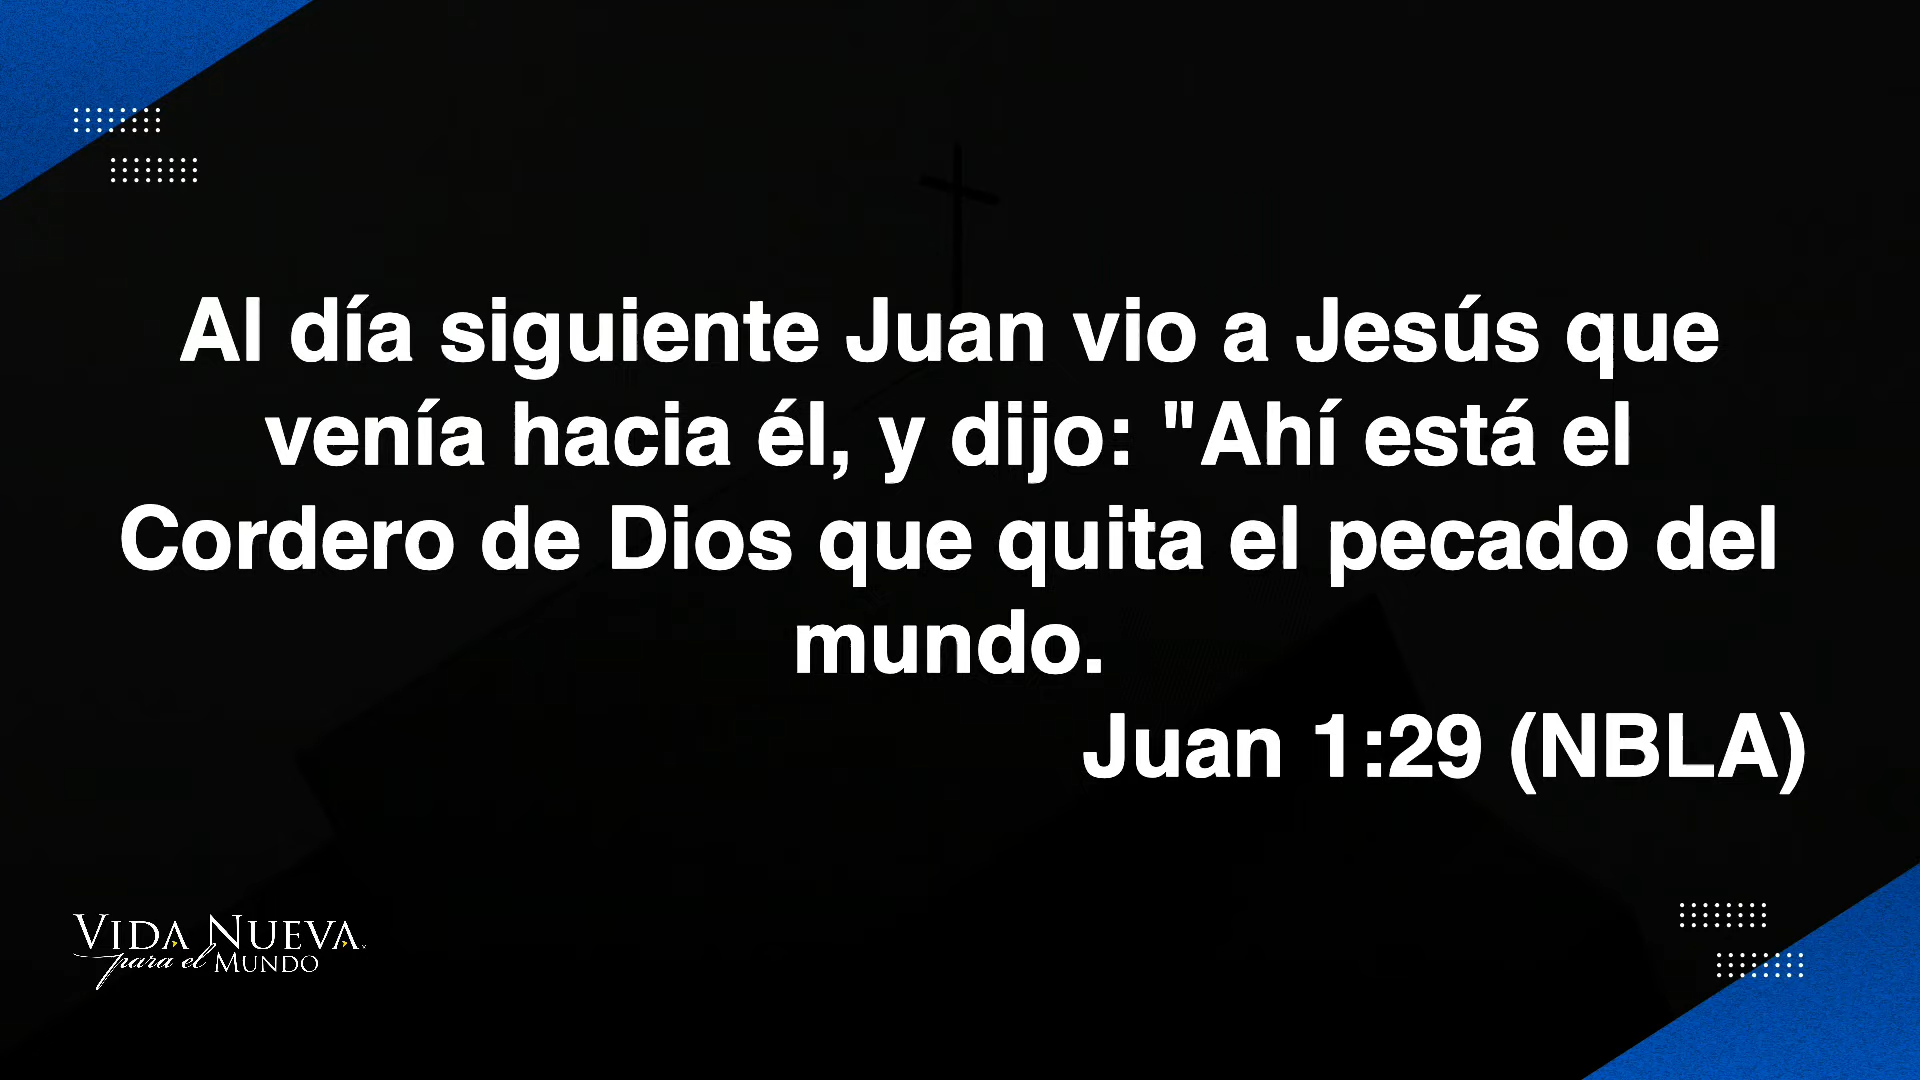 Al día siguiente Juan vio a Jesús que
venía hacia él, y dijo: "Ahí está el
Cordero de Dios que quita el pecado del
mundo.
Juan 1:29 (NBLA)
VIDA NUEVA
para el MUNDO